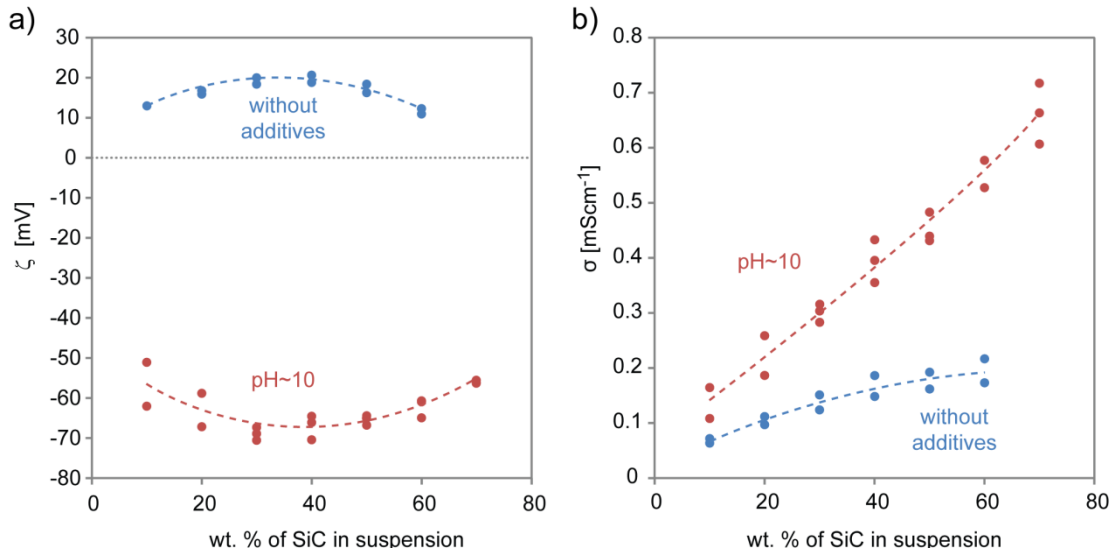 a)
30
20
10
0
-10
-20
-30
-40
-50
-60
-70
-80
ζ [mV]
without
additives
pH~10
0 20 40 60 80
wt. % of SiC in suspension
b)
0.8
0.7
0.6
0.5
0.4
0.3
0.2
0.1
0
σ [mScm⁻¹]
pH~10
without
additives
0 20 40 60 80
wt. % of SiC in suspension